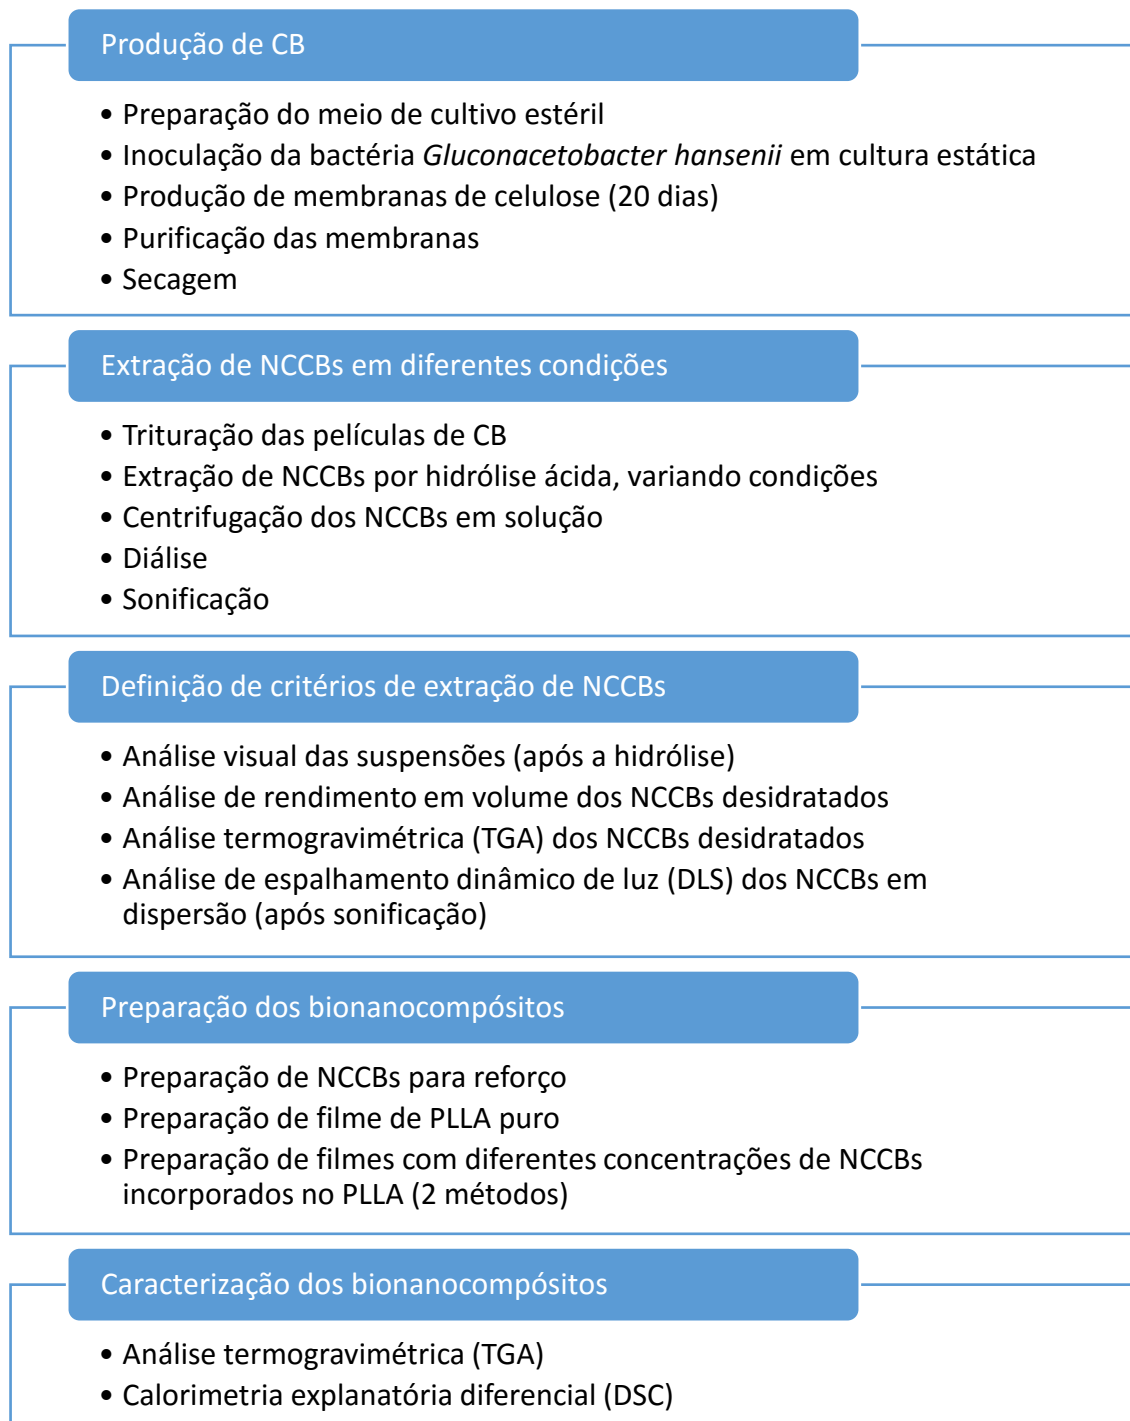 Produção de CB
• Preparação do meio de cultivo estéril
• Inoculação da bactéria Gluconacetobacter hansenii em cultura estática
• Produção de membranas de celulose (20 dias)
• Purificação das membranas
• Secagem
Extração de NCCBs em diferentes condições
• Trituração das películas de CB
• Extração de NCCBs por hidrólise ácida, variando condições
• Centrifugação dos NCCBs em solução
• Diálise
• Sonificação
Definição de critérios de extração de NCCBs
• Análise visual das suspensões (após a hidrólise)
• Análise de rendimento em volume dos NCCBs desidratados
• Análise termogravimétrica (TGA) dos NCCBs desidratados
• Análise de espalhamento dinâmico de luz (DLS) dos NCCBs em
dispersão (após sonificação)
Preparação dos bionanocompósitos
• Preparação de NCCBs para reforço
• Preparação de filme de PLLA puro
• Preparação de filmes com diferentes concentrações de NCCBs
incorporados no PLLA (2 métodos)
Caracterização dos bionanocompósitos
• Análise termogravimétrica (TGA)
• Calorimetria explanatória diferencial (DSC)